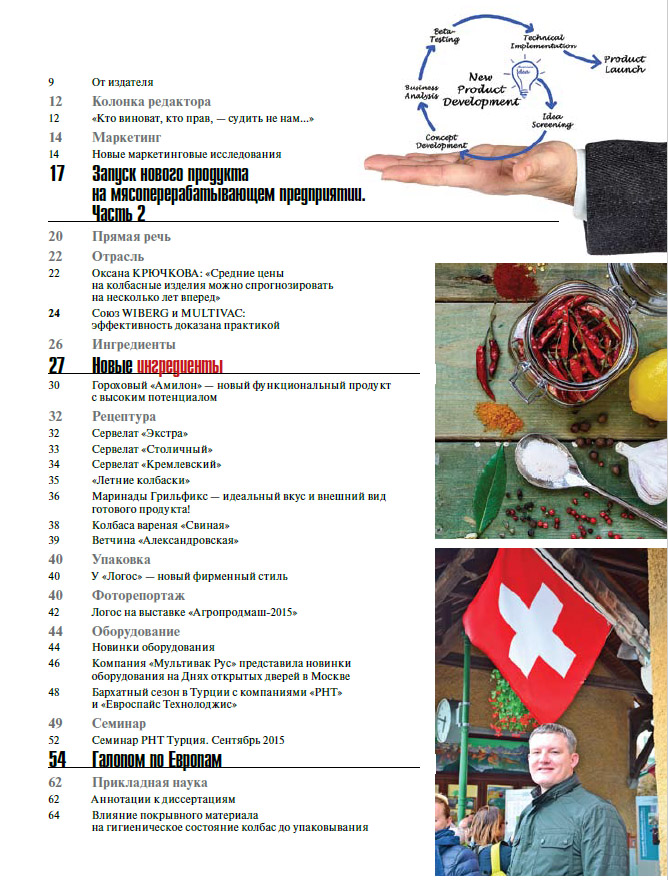 9 От издателя
12 Колонка редактора
12 «Кто виноват, кто прав, — судить не нам...»
14 Маркетинг
14 Новые маркетинговые исследования
17 Запуск нового продукта
на мясоперерабатывающем предприятии.
Часть 2
20 Прямая речь
22 Отрасль
22 Оксана КРЮЧКОВА: «Средние цены
на колбасные изделия можно спрогнозировать
на несколько лет вперед»
24 Союз WIBERG и MULTIVAC:
эффективность доказана практикой
26 Ингредиенты
27 Новые ингредиенты
30 Гороховый «Амилон» — новый функциональный продукт
с высоким потенциалом
32 Рецептура
32 Сервелат «Экстра»
33 Сервелат «Столичный»
34 Сервелат «Кремлевский»
35 «Летние колбаски»
36 Маринады Грильфикс — идеальный вкус и внешний вид
готового продукта!
38 Колбаса вареная «Свиная»
39 Ветчина «Александровская»
40 Упаковка
40 У «Логос» — новый фирменный стиль
40 Фоторепортаж
42 Логос на выставке «Агропродмаш-2015»
44 Оборудование
44 Новинки оборудования
46 Компания «Мультивак Рус» представила новинки
оборудования на Днях открытых дверей в Москве
48 Бархатный сезон в Турции с компаниями «РНТ»
и «Евроспайс Технолоджис»
49 Семинар
52 Семинар РНТ Турция. Сентябрь 2015
54 Галопом по Европам
62 Прикладная наука
62 Аннотации к диссертациям
64 Влияние покрывного материала
на гигиеническое состояние колбас до упаковывания
Beta-
Testing
Technical
Implementation
Product
Launch
Idea
New
Product
Development
Business
Analysis
Idea
Screening
Concept
Development